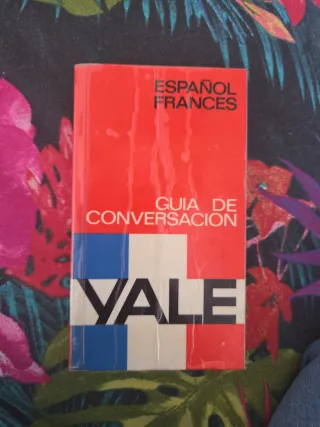 ESPAÑOL
FRANCES
GUIA DE
CONVERSACION
YALE